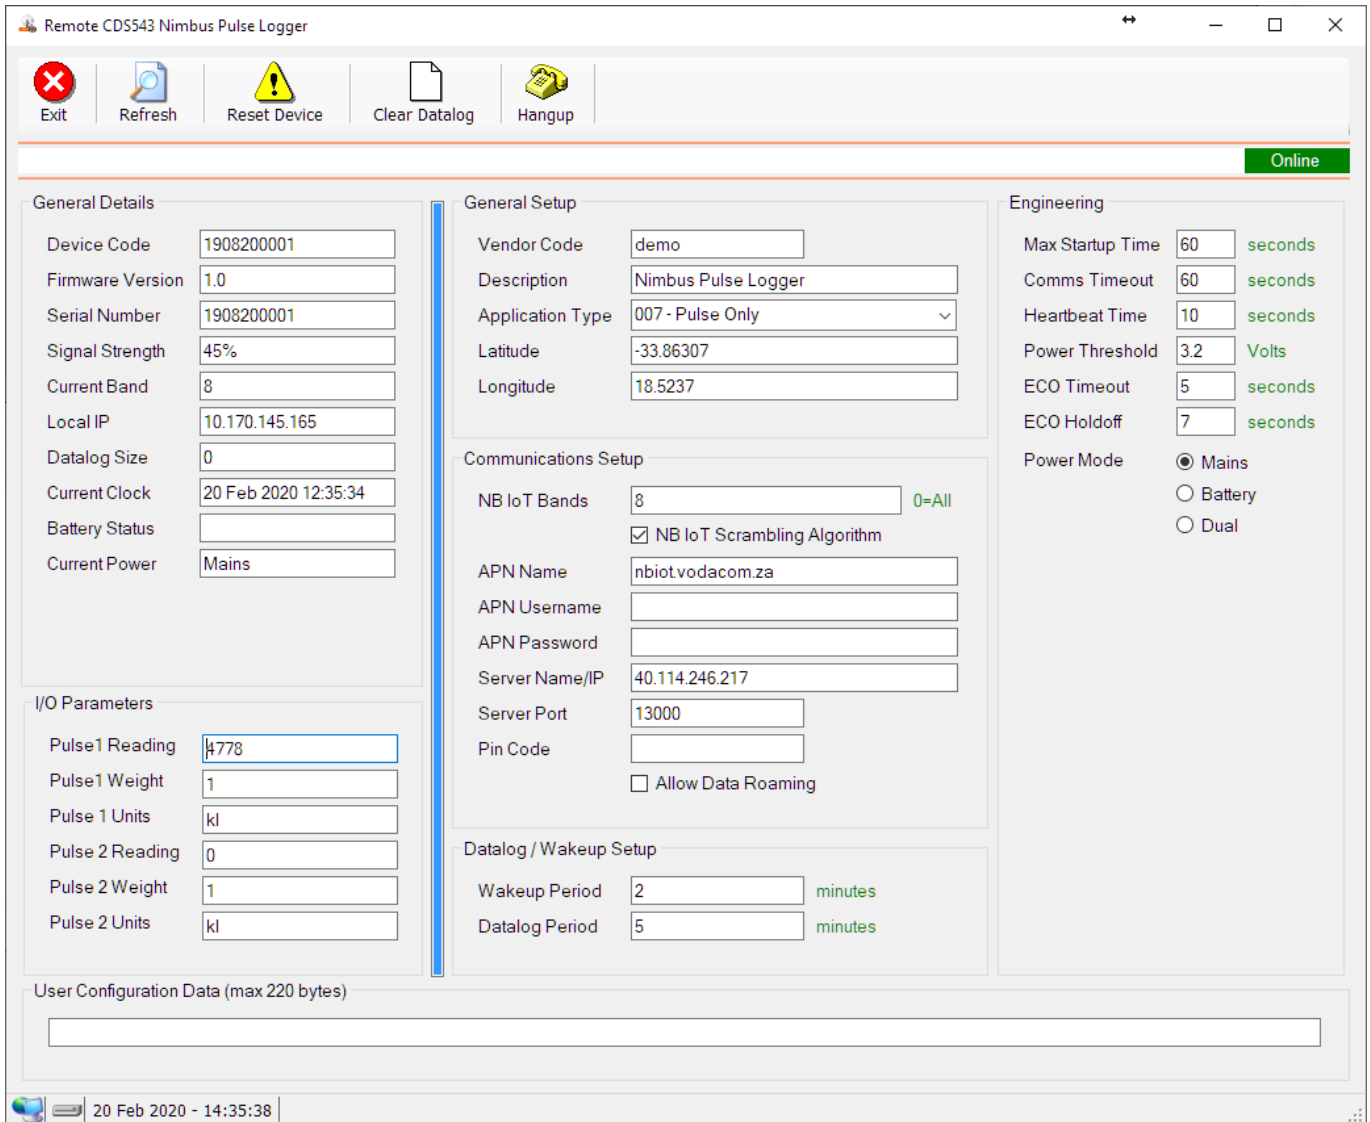 Remote CDS543 Nimbus Pulse Logger
Exit
Refresh
Reset Device
Clear Datalog
Hangup
Online
General Details
Device Code 1908200001
Firmware Version 1.0
Serial Number 1908200001
Signal Strength 45%
Current Band 8
Local IP 10.170.145.165
Datalog Size 0
Current Clock 20 Feb 2020 12:35:34
Battery Status
Current Power Mains
I/O Parameters
Pulse1 Reading 4778
Pulse1 Weight 1
Pulse 1 Units kl
Pulse 2 Reading 0
Pulse 2 Weight 1
Pulse 2 Units kl
General Setup
Vendor Code demo
Description Nimbus Pulse Logger
Application Type 007 - Pulse Only
Latitude -33.86307
Longitude 18.5237
Communications Setup
NB IoT Bands 8 0=All
NB IoT Scrambling Algorithm
APN Name nbiot.vodacom.za
APN Username
APN Password
Server Name/IP 40.114.246.217
Server Port 13000
Pin Code
Allow Data Roaming
Datalog / Wakeup Setup
Wakeup Period 2 minutes
Datalog Period 5 minutes
Engineering
Max Startup Time 60 seconds
Comms Timeout 60 seconds
Heartbeat Time 10 seconds
Power Threshold 3.2 Volts
ECO Timeout 5 seconds
ECO Holdoff 7 seconds
Power Mode Mains
Battery
Dual
User Configuration Data (max 220 bytes)
20 Feb 2020 - 14:35:38